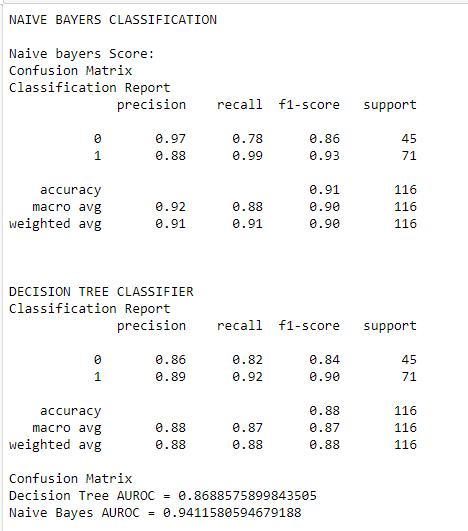 NAIVE BAYERS CLASSIFICATION
Naive bayers Score:
Confusion Matrix
Classification Report
precision recall f1-score support
0 0.97 0.78 0.86 45
1 0.88 0.99 0.93 71
accuracy 0.91 116
macro avg 0.92 0.88 0.90 116
weighted avg 0.91 0.91 0.90 116
DECISION TREE CLASSIFIER
Classification Report
precision recall f1-score support
0 0.86 0.82 0.84 45
1 0.89 0.92 0.90 71
accuracy 0.88 116
macro avg 0.88 0.87 0.87 116
weighted avg 0.88 0.88 0.88 116
Confusion Matrix
Decision Tree AUROC = 0.8688575899843505
Naive Bayes AUROC = 0.9411580594679188